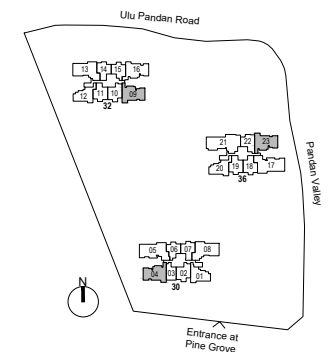 Ulu Pandan Road
13 14 15 16
12 11 10 09
32
21 22 23
20 19 18 17
36
Pandan Valley
05 06 07 08
04 03 02 01
30
N
Entrance at
Pine Grove